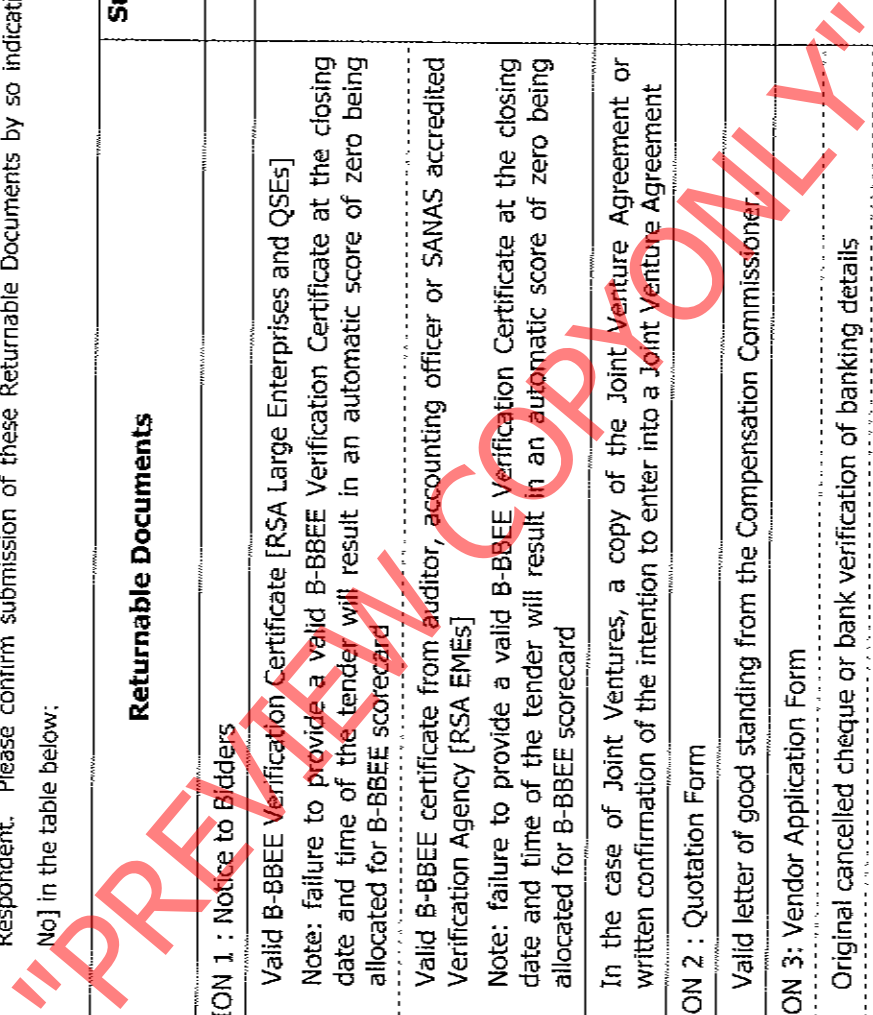 Respondent. Please confirm submission of these Returnable Documents by so indicati
No] in the table below:
Returnable Documents
Su
ION 1 : Notice to Bidders
Valid B-BBEE Verification Certificate [RSA Large Enterprises and QSEs]
Note: failure to provide a valid B-BBEE Verification Certificate at the closing
date and time of the tender will result in an automatic score of zero being
allocated for B-BBEE scorecard
Valid B-BBEE certificate from auditor, accounting officer or SANAS accredited
Verification Agency [RSA EMEs]
Note: failure to provide a valid B-BBEE Verification Certificate at the closing
date and time of the tender will result in an automatic score of zero being
allocated for B-BBEE scorecard
In the case of Joint Ventures, a copy of the Joint Venture Agreement or
written confirmation of the intention to enter into a Joint Venture Agreement
ON 2 : Quotation Form
Valid letter of good standing from the Compensation Commissioner.
ON 3: Vendor Application Form
Original cancelled cheque or bank verification of banking details
"PREVIEW COPY ONLY"